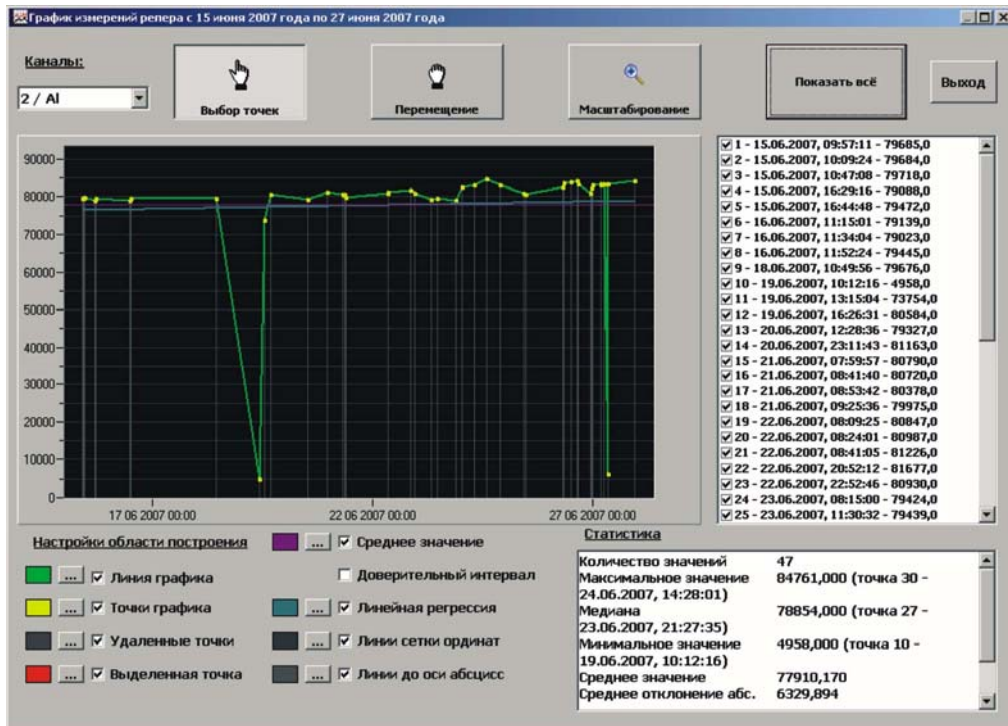 График измерений репера с 15 июня 2007 года по 27 июня 2007 года
Каналы:
2 / Al
Выбор точек
Перемещение
Масштабирование
Показать всё
Выход
90000
80000
70000
60000
50000
40000
30000
20000
10000
0
17 06 2007 00:00
22 06 2007 00:00
27 06 2007 00:00
1 - 15.06.2007, 09:57:11 - 79685,0
2 - 15.06.2007, 10:09:24 - 79684,0
3 - 15.06.2007, 10:47:08 - 79718,0
4 - 15.06.2007, 16:29:16 - 79088,0
5 - 15.06.2007, 16:44:48 - 79472,0
6 - 16.06.2007, 11:15:01 - 79139,0
7 - 16.06.2007, 11:34:04 - 79023,0
8 - 16.06.2007, 11:52:24 - 79445,0
9 - 18.06.2007, 10:49:56 - 79676,0
10 - 19.06.2007, 10:12:16 - 4958,0
11 - 19.06.2007, 13:15:04 - 73754,0
12 - 19.06.2007, 16:26:31 - 80584,0
13 - 20.06.2007, 12:28:36 - 79327,0
14 - 20.06.2007, 23:11:43 - 81163,0
15 - 21.06.2007, 07:59:57 - 80790,0
16 - 21.06.2007, 08:41:40 - 80720,0
17 - 21.06.2007, 08:53:42 - 80378,0
18 - 21.06.2007, 09:25:36 - 79975,0
19 - 22.06.2007, 08:09:25 - 80847,0
20 - 22.06.2007, 08:24:01 - 80987,0
21 - 22.06.2007, 08:41:05 - 81226,0
22 - 22.06.2007, 20:52:12 - 81677,0
23 - 22.06.2007, 22:52:46 - 80930,0
24 - 23.06.2007, 08:15:00 - 79424,0
25 - 23.06.2007, 11:30:32 - 79439,0
Настройки области построения
... Линия графика
... Точки графика
... Удаленные точки
... Выделенная точка
... Среднее значение
Доверительный интервал
... Линейная регрессия
... Линии сетки ординат
... Линии до оси абсцисс
Статистика
Количество значений 47
Максимальное значение 84761,000 (точка 30 -
24.06.2007, 14:28:01)
Медиана 78854,000 (точка 27 -
23.06.2007, 21:27:35)
Минимальное значение 4958,000 (точка 10 -
19.06.2007, 10:12:16)
Среднее значение 77910,170
Среднее отклонение абс. 6329,894